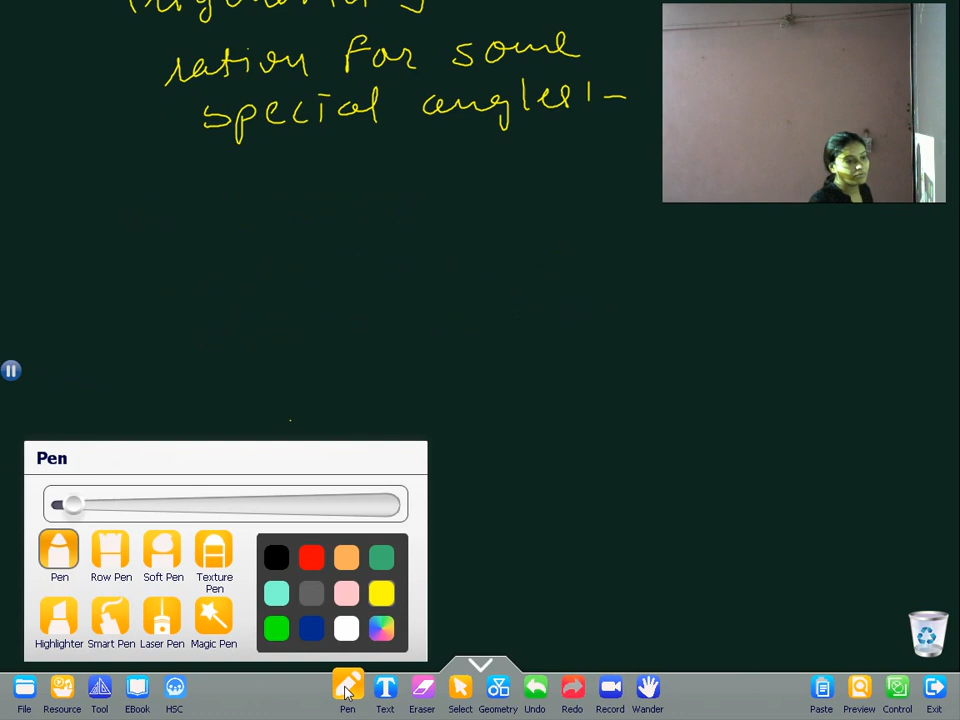 ration for some
special angles:-
Pen
Pen
Row Pen
Soft Pen
Texture Pen
Highlighter
Smart Pen
Laser Pen
Magic Pen
File
Resource
Tool
EBook
HSC
Pen
Text
Eraser
Select
Geometry
Undo
Redo
Record
Wander
Paste
Preview
Control
Exit